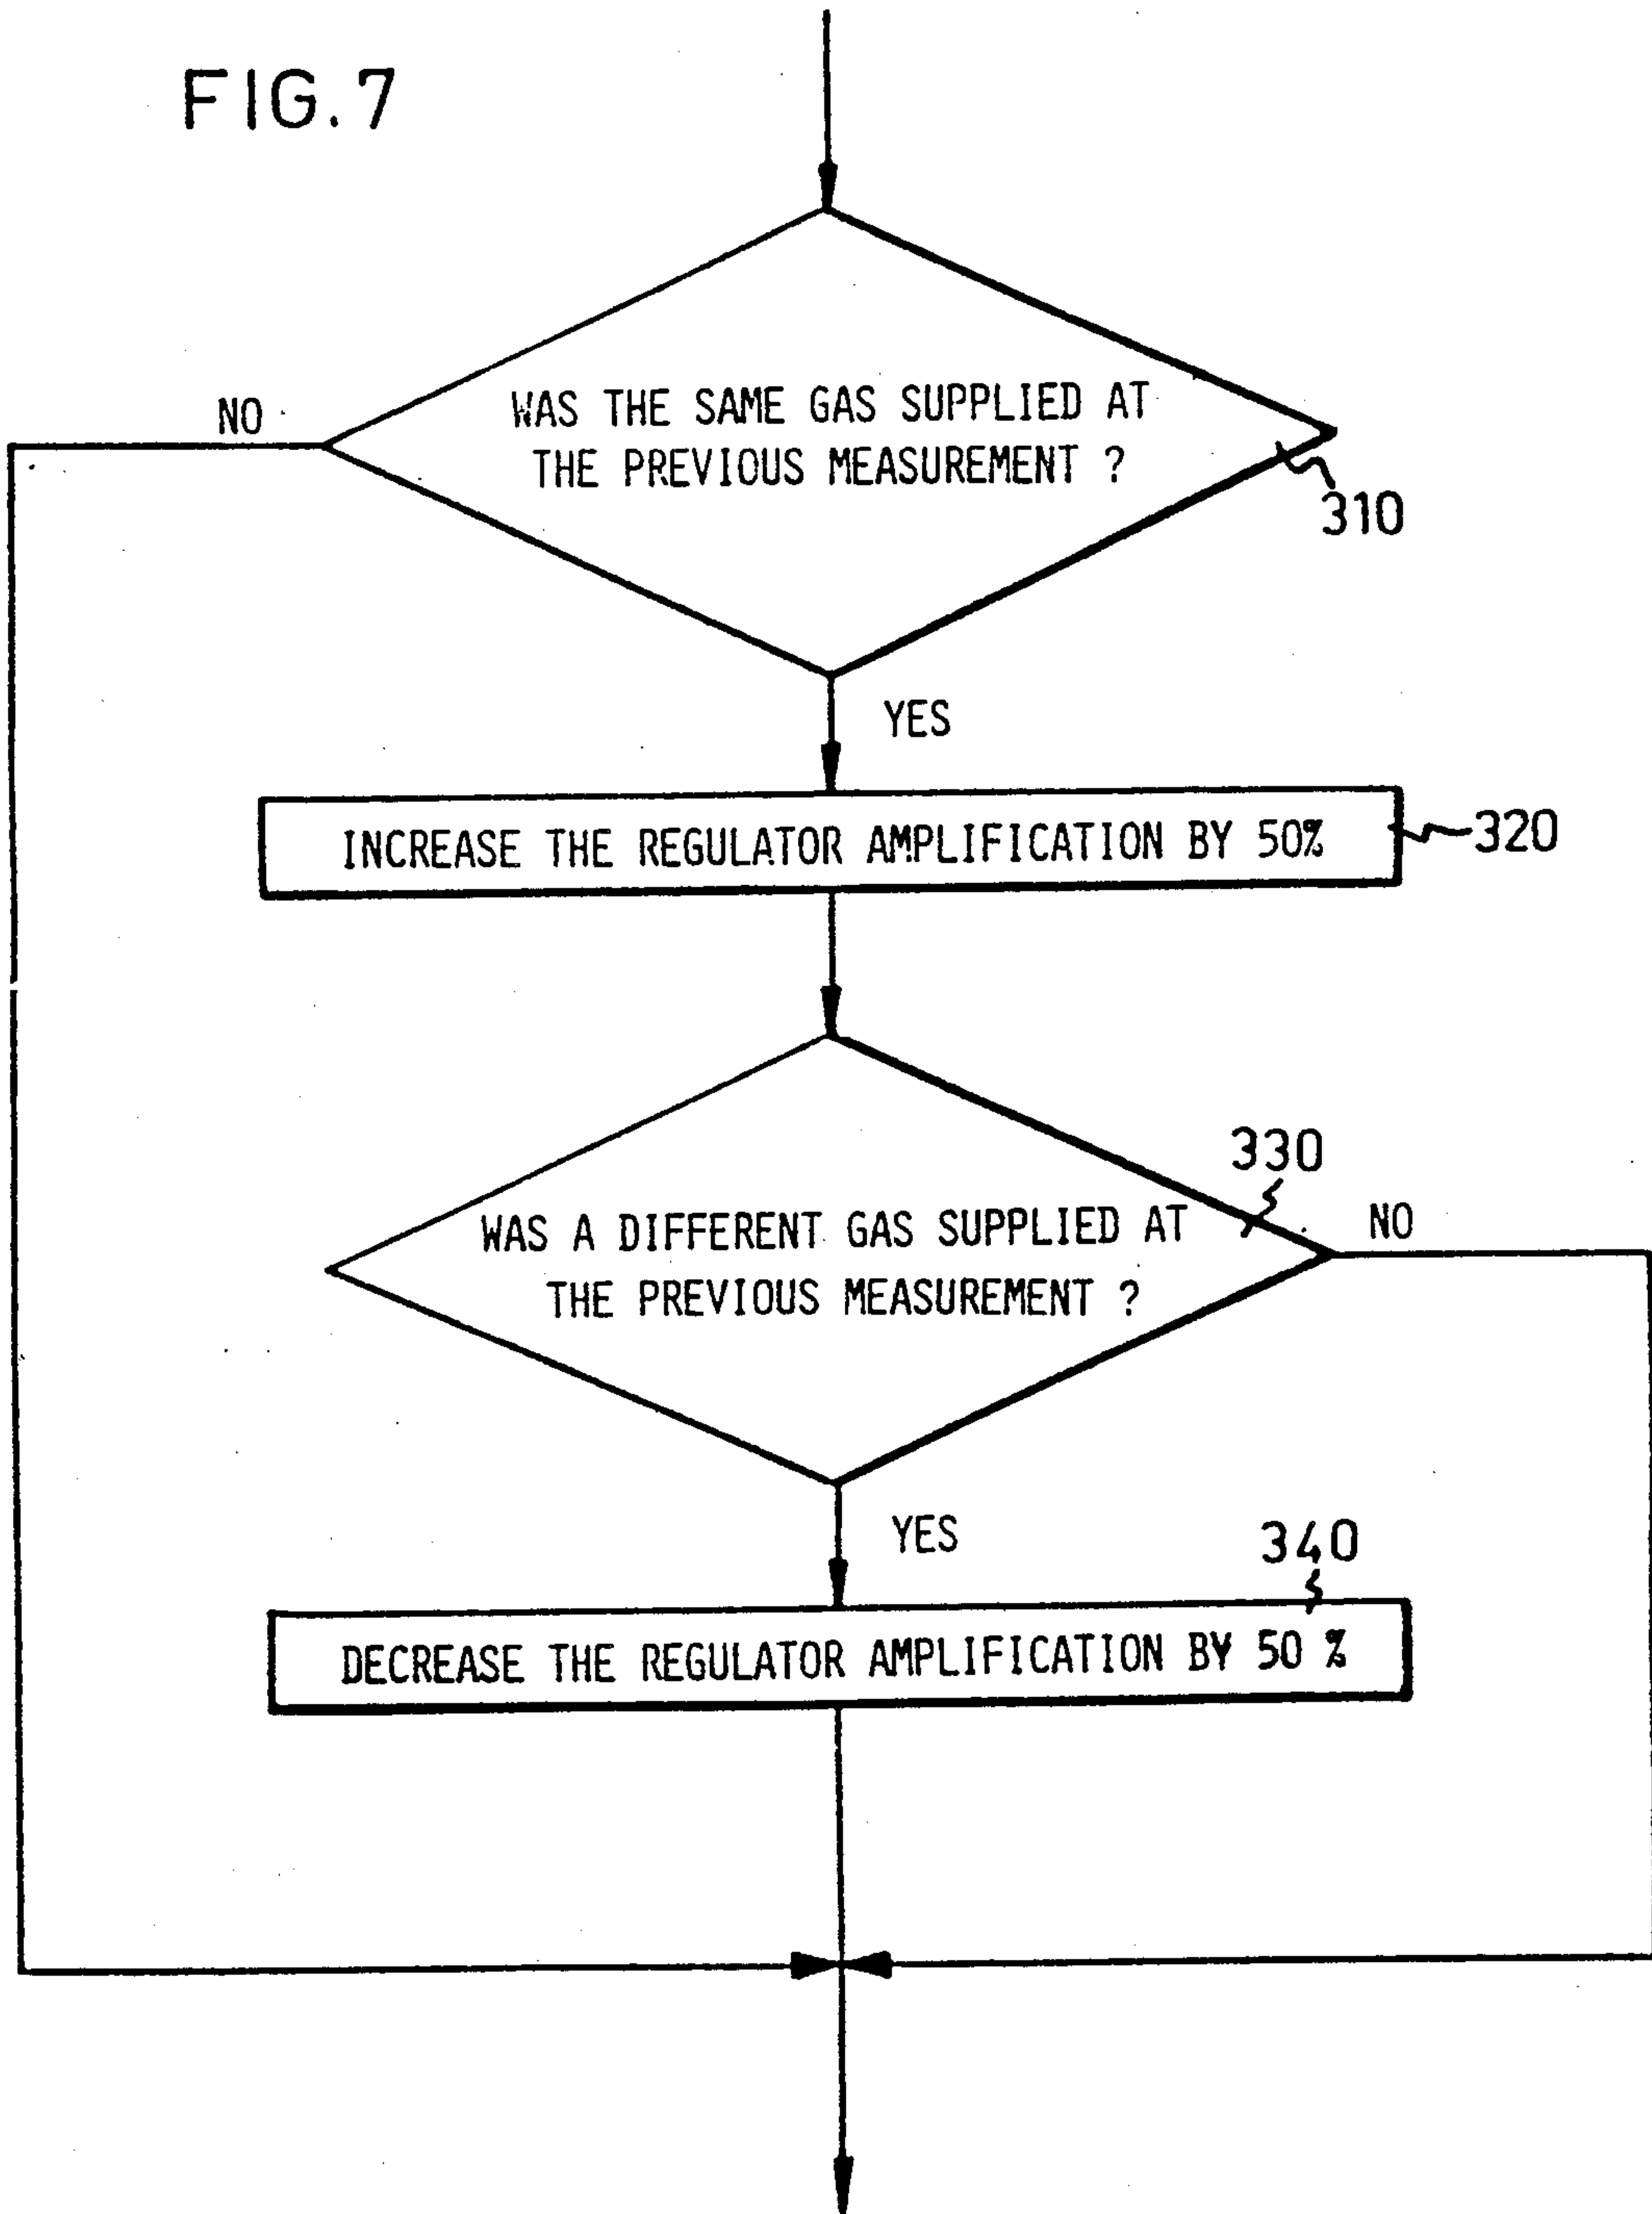 FIG. 7
WAS THE SAME GAS SUPPLIED AT
THE PREVIOUS MEASUREMENT ?
NO
310
YES
INCREASE THE REGULATOR AMPLIFICATION BY 50%
320
330
WAS A DIFFERENT GAS SUPPLIED AT
THE PREVIOUS MEASUREMENT ?
NO
YES
340
DECREASE THE REGULATOR AMPLIFICATION BY 50 %